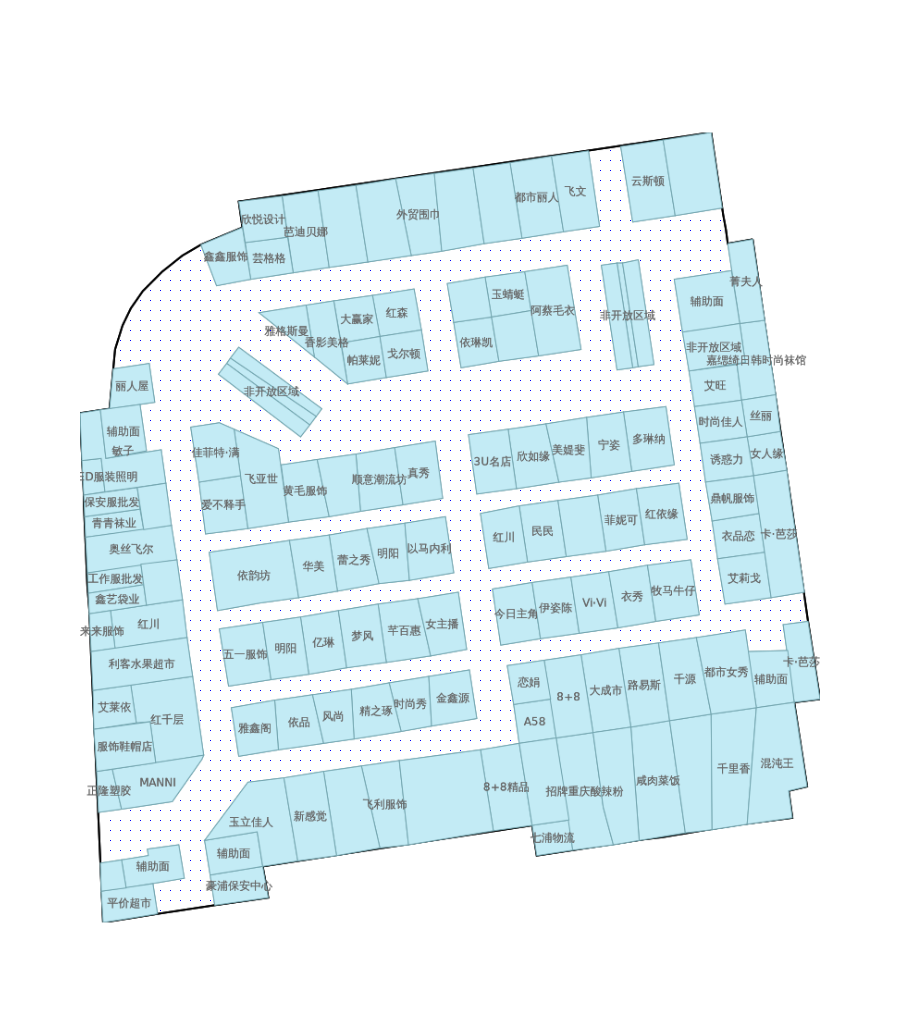 云斯顿
飞文
都市丽人
外贸围巾
欣悦设计
芭迪贝娜
鑫鑫服饰
芸格格
菁夫人
玉蜻蜓
辅助面
阿蔡毛衣
红森
大赢家
非开放区域
雅格斯曼
香影美格
依琳凯
非开放区域
戈尔顿
帕莱妮
嘉绵绮日韩时尚袜馆
丽人屋
非开放区域
艾旺
丝丽
时尚佳人
辅助面
多琳纳
宁姿
美媞斐
敏子
佳菲特·满
女人缘
欣如缘
3U名店
诱惑力
真秀
ED服装照明
飞亚世
顺意潮流坊
黄毛服饰
鼎帆服饰
保安服批发
爱不释手
红依缘
菲妮可
青青袜业
民民
红川
卡·芭莎
衣品恋
奥丝飞尔
以马内利
明阳
蕾之秀
华美
依韵坊
工作服批发
艾莉戈
牧马牛仔
衣秀
鑫艺袋业
Vi-Vi
伊姿陈
今日主角
红川
来来服饰
女主播
芊百惠
梦风
亿琳
明阳
五一服饰
利客水果超市
卡·芭莎
都市女秀
辅助面
千源
恋娟
路易斯
大成市
8+8
金鑫源
时尚秀
艾莱依
精之琢
风尚
红千层
依品
A58
雅鑫阁
服饰鞋帽店
混沌王
千里香
MANNI
咸肉菜饭
8+8精品
招牌重庆酸辣粉
正隆塑胶
飞利服饰
新感觉
玉立佳人
七浦物流
辅助面
辅助面
豪浦保安中心
平价超市